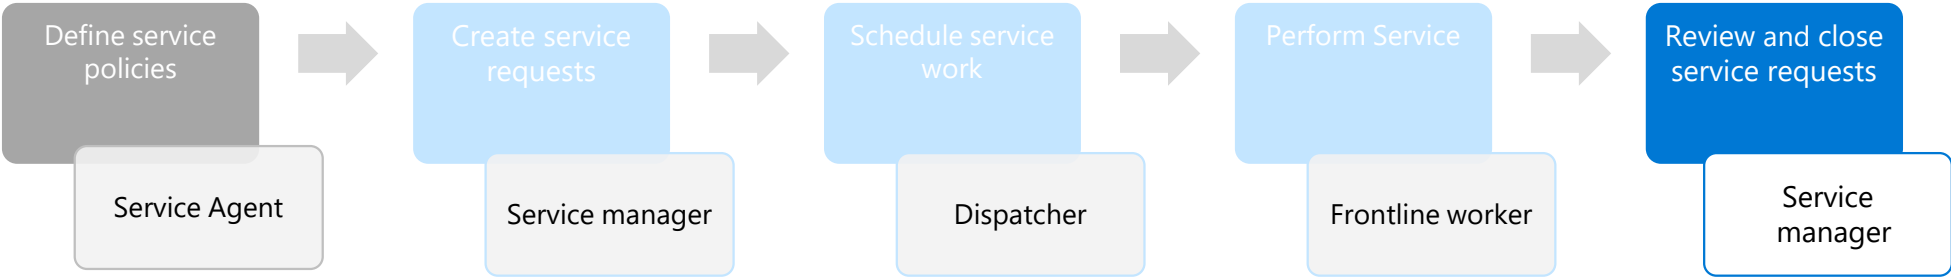 Define service
policies
Service Agent
Create service
requests
Service manager
Schedule service
work
Dispatcher
Perform Service
Frontline worker
Review and close
service requests
Service
manager